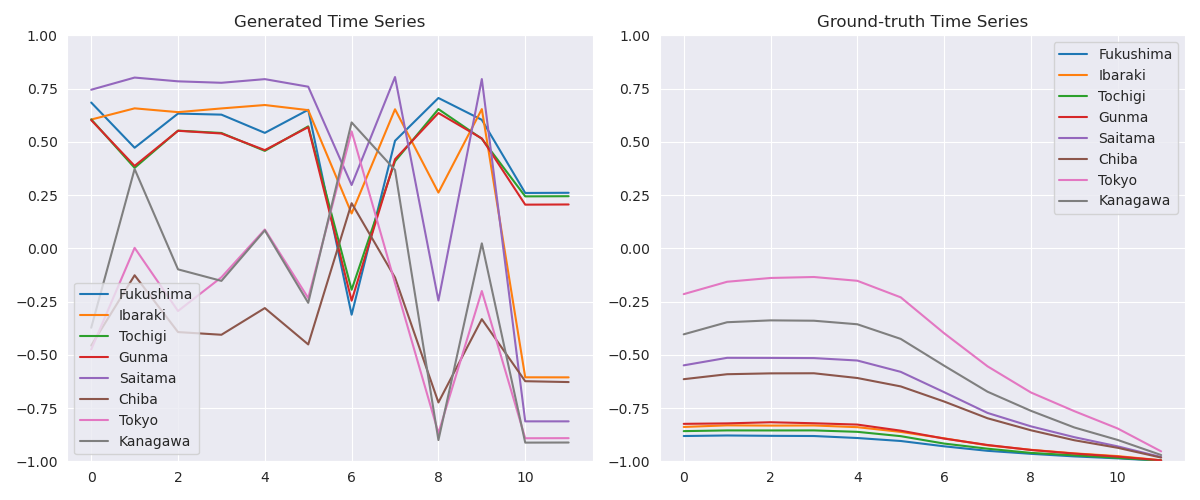 Generated Time Series
1.00
0.75
0.50
0.25
0.00
−0.25
−0.50
−0.75
−1.00
0 2 4 6 8 10
Fukushima
Ibaraki
Tochigi
Gunma
Saitama
Chiba
Tokyo
Kanagawa
Ground-truth Time Series
1.00
0.75
0.50
0.25
0.00
−0.25
−0.50
−0.75
−1.00
0 2 4 6 8 10
Fukushima
Ibaraki
Tochigi
Gunma
Saitama
Chiba
Tokyo
Kanagawa